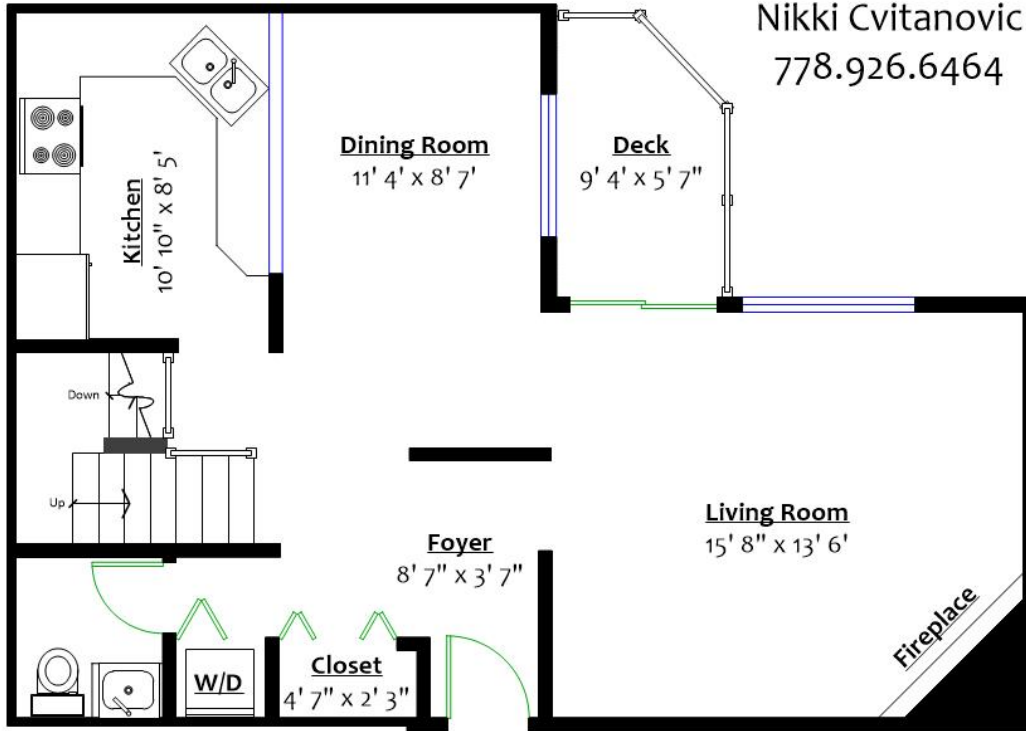 Nikki Cvitanovic
778.926.6464
Dining Room
11' 4' x 8' 7'
Deck
9' 4' x 5' 7"
Kitchen
10' 10" x 8' 5'
Down
Up
Living Room
15' 8" x 13' 6'
Foyer
8' 7" x 3' 7"
Fireplace
Closet
4' 7" x 2' 3"
W/D